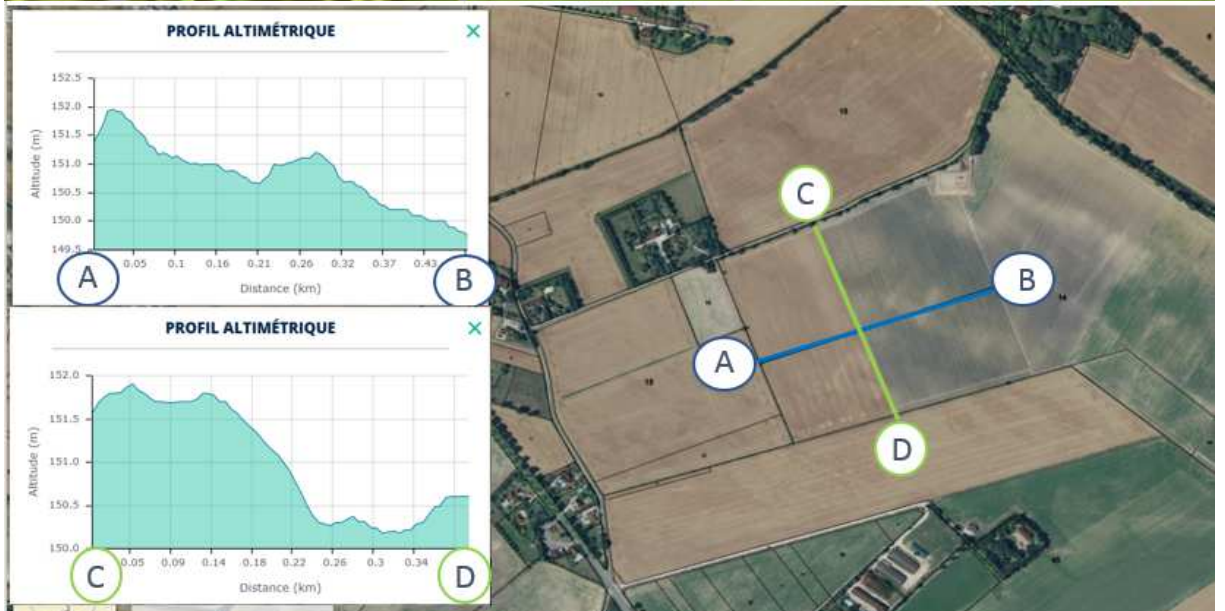 PROFIL ALTIMÉTRIQUE
152.5
152.0
151.5
151.0
150.5
150.0
149.5
Altitude (m)
0.05 0.1 0.16 0.21 0.26 0.32 0.37 0.43
Distance (km)
A
B
PROFIL ALTIMÉTRIQUE
152.0
151.5
151.0
150.5
150.0
Altitude (m)
0.05 0.09 0.14 0.18 0.22 0.26 0.3 0.34
Distance (km)
C
D
C
B
A
D